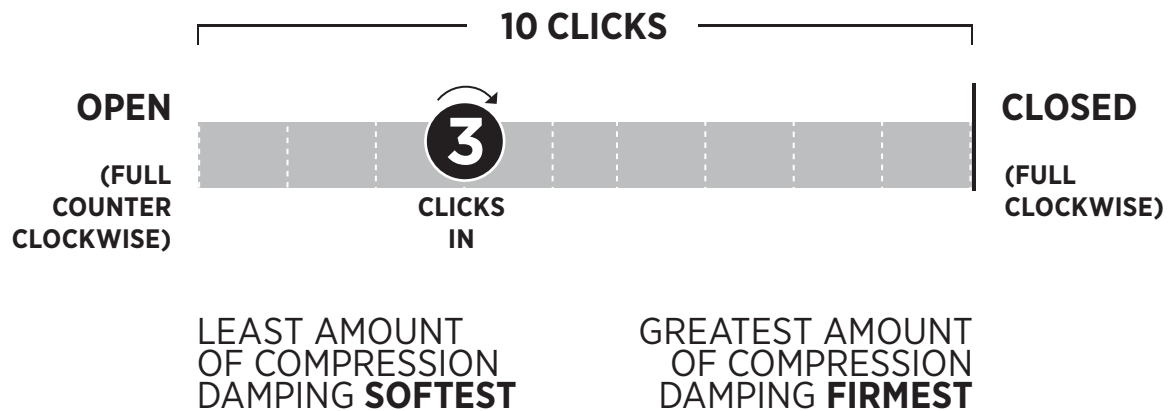 10 CLICKS
OPEN
(FULL
COUNTER
CLOCKWISE)
3
CLICKS
IN
CLOSED
(FULL
CLOCKWISE)
LEAST AMOUNT
OF COMPRESSION
DAMPING SOFTEST
GREATEST AMOUNT
OF COMPRESSION
DAMPING FIRMEST